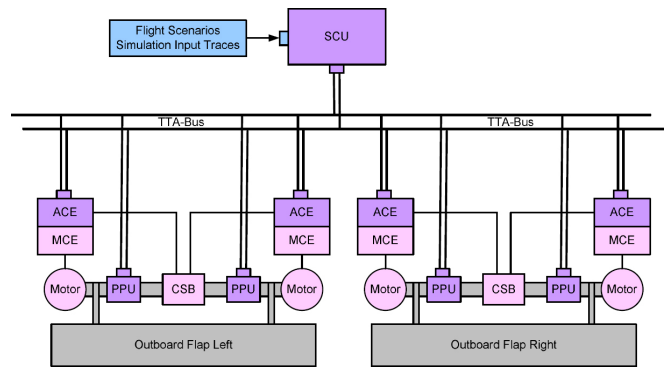 Flight Scenarios
Simulation Input Traces
SCU
TTA-Bus
TTA-Bus
ACE
ACE
ACE
ACE
MCE
MCE
MCE
MCE
Motor
PPU
CSB
PPU
Motor
Motor
PPU
CSB
PPU
Motor
Outboard Flap Left
Outboard Flap Right